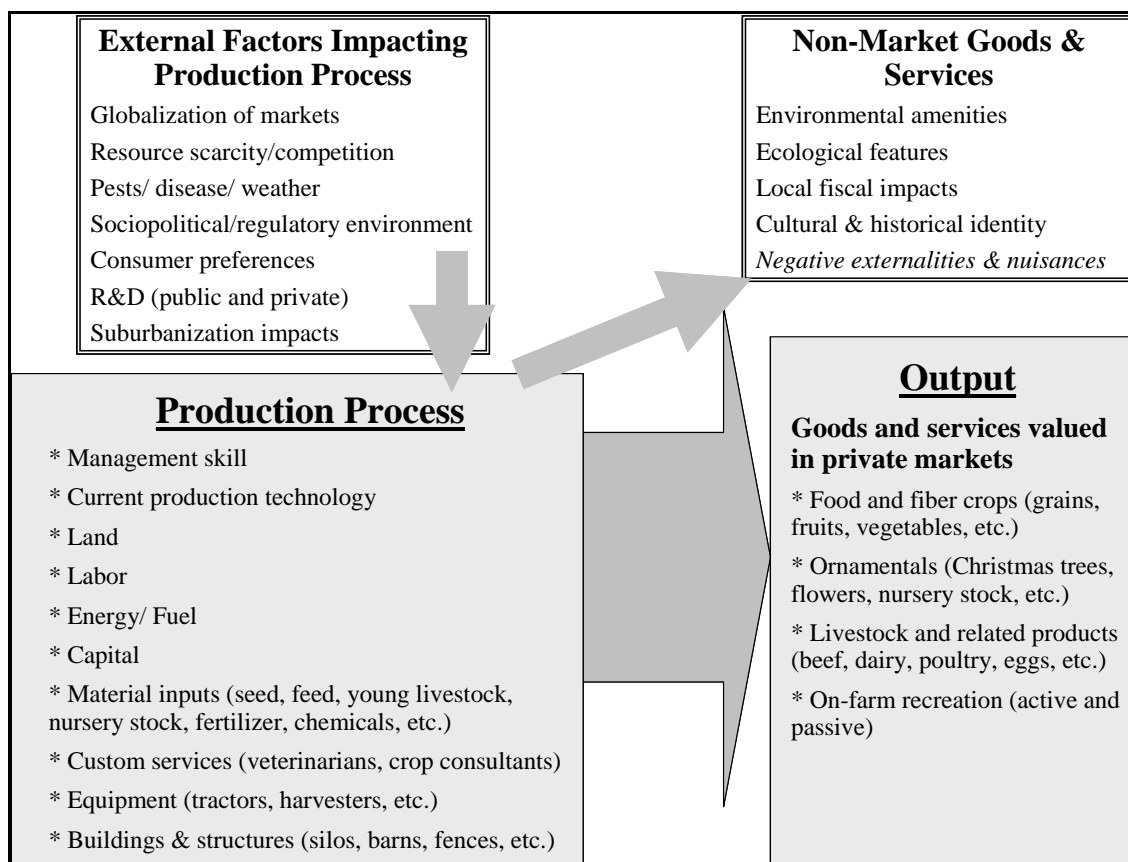 External Factors Impacting
Production Process
Globalization of markets
Resource scarcity/competition
Pests/ disease/ weather
Sociopolitical/regulatory environment
Consumer preferences
R&D (public and private)
Suburbanization impacts
Non-Market Goods &
Services
Environmental amenities
Ecological features
Local fiscal impacts
Cultural & historical identity
Negative externalities & nuisances
Production Process
* Management skill
* Current production technology
* Land
* Labor
* Energy/ Fuel
* Capital
* Material inputs (seed, feed, young livestock,
nursery stock, fertilizer, chemicals, etc.)
* Custom services (veterinarians, crop consultants)
* Equipment (tractors, harvesters, etc.)
* Buildings & structures (silos, barns, fences, etc.)
Output
Goods and services valued
in private markets
* Food and fiber crops (grains,
fruits, vegetables, etc.)
* Ornamentals (Christmas trees,
flowers, nursery stock, etc.)
* Livestock and related products
(beef, dairy, poultry, eggs, etc.)
* On-farm recreation (active and
passive)